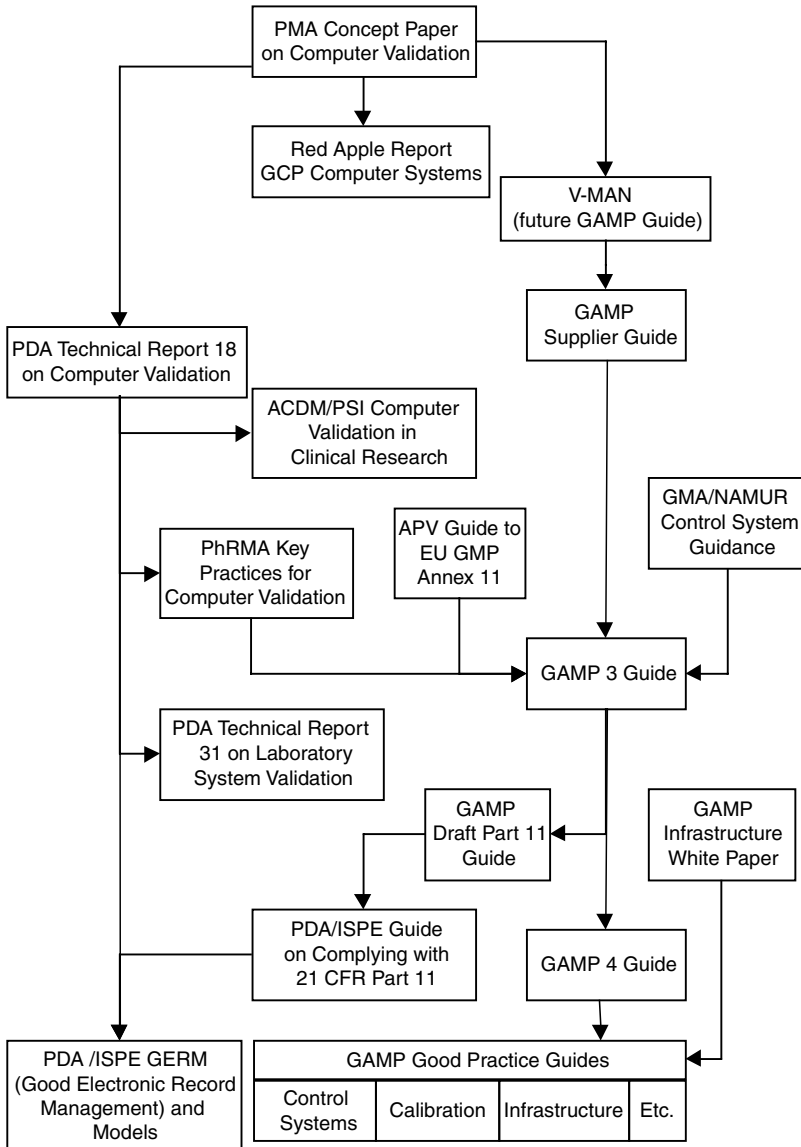 PMA Concept Paper
on Computer Validation
Red Apple Report
GCP Computer Systems
V-MAN
(future GAMP Guide)
GAMP
Supplier Guide
PDA Technical Report 18
on Computer Validation
ACDM/PSI Computer
Validation in
Clinical Research
GMA/NAMUR
Control System
Guidance
APV Guide to
EU GMP
Annex 11
PhRMA Key
Practices for
Computer Validation
GAMP 3 Guide
PDA Technical Report
31 on Laboratory
System Validation
GAMP
Draft Part 11
Guide
GAMP
Infrastructure
White Paper
PDA/ISPE Guide
on Complying with
21 CFR Part 11
GAMP 4 Guide
PDA /ISPE GERM
(Good Electronic Record
Management) and
Models
GAMP Good Practice Guides
Control
Systems
Calibration
Infrastructure
Etc.